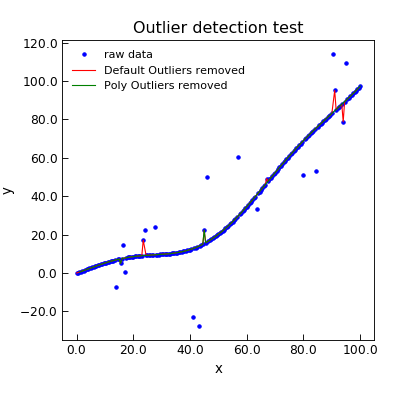 Outlier detection test
120.0
raw data
Default Outliers removed
Poly Outliers removed
100.0
80.0
60.0
y
40.0
20.0
0.0
−20.0
0.0 20.0 40.0 60.0 80.0 100.0
x